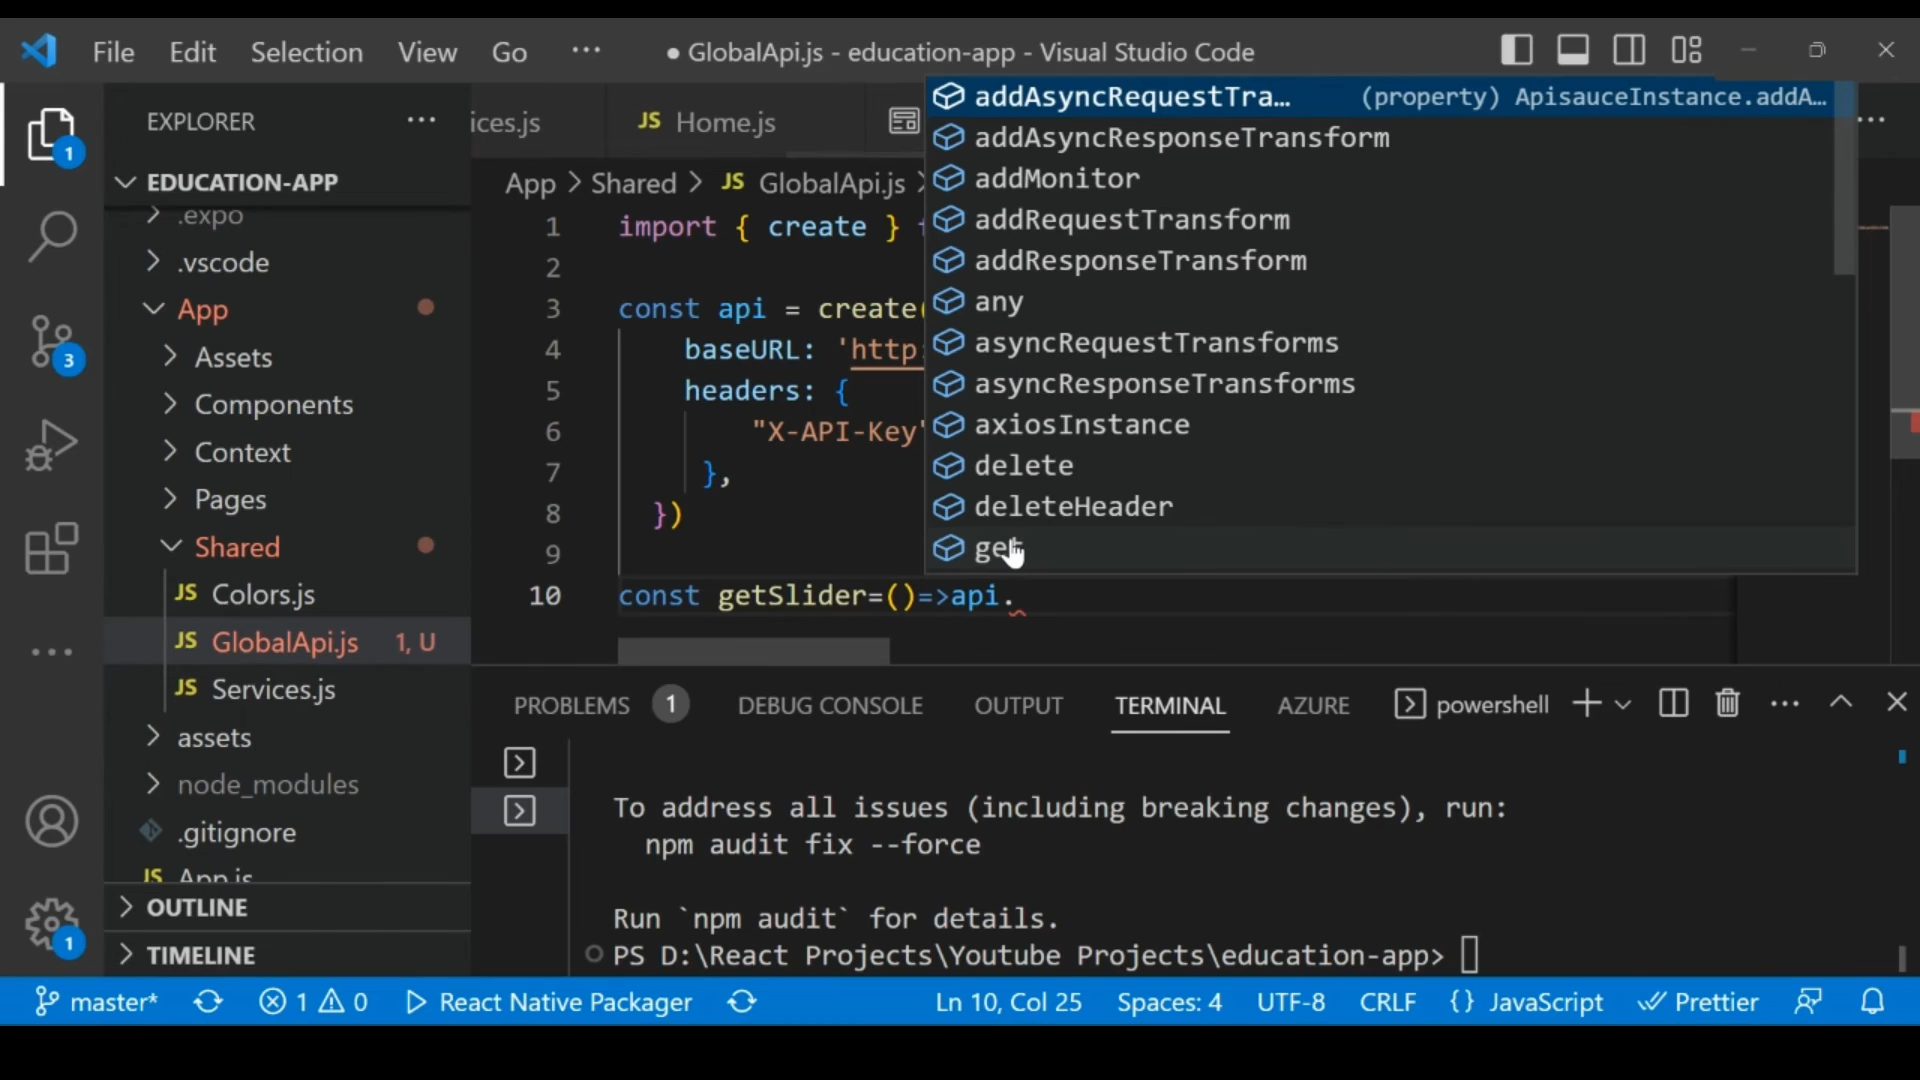 File Edit Selection View Go ··· ● GlobalApi.js - education-app - Visual Studio Code
EXPLORER ···
ices.js JS Home.js
EDUCATION-APP
.expo
.vscode
App
Assets
Components
Context
Pages
Shared
JS Colors.js
JS GlobalApi.js 1, U
JS Services.js
assets
node_modules
.gitignore
JS App.js
OUTLINE
TIMELINE
1
3
1
App > Shared > JS GlobalApi.js >
1 import { create }
2
3 const api = create(
4 baseURL: 'http
5 headers: {
6 "X-API-Key"
7 },
8 })
9
10 const getSlider=()=>api.
addAsyncRequestTra... (property) ApisauceInstance.addA...
addAsyncResponseTransform
addMonitor
addRequestTransform
addResponseTransform
any
asyncRequestTransforms
asyncResponseTransforms
axiosInstance
delete
deleteHeader
get
PROBLEMS 1 DEBUG CONSOLE OUTPUT TERMINAL AZURE powershell
To address all issues (including breaking changes), run:
npm audit fix --force
Run `npm audit` for details.
PS D:\React Projects\Youtube Projects\education-app>
master* 1 0 React Native Packager Ln 10, Col 25 Spaces: 4 UTF-8 CRLF {} JavaScript Prettier